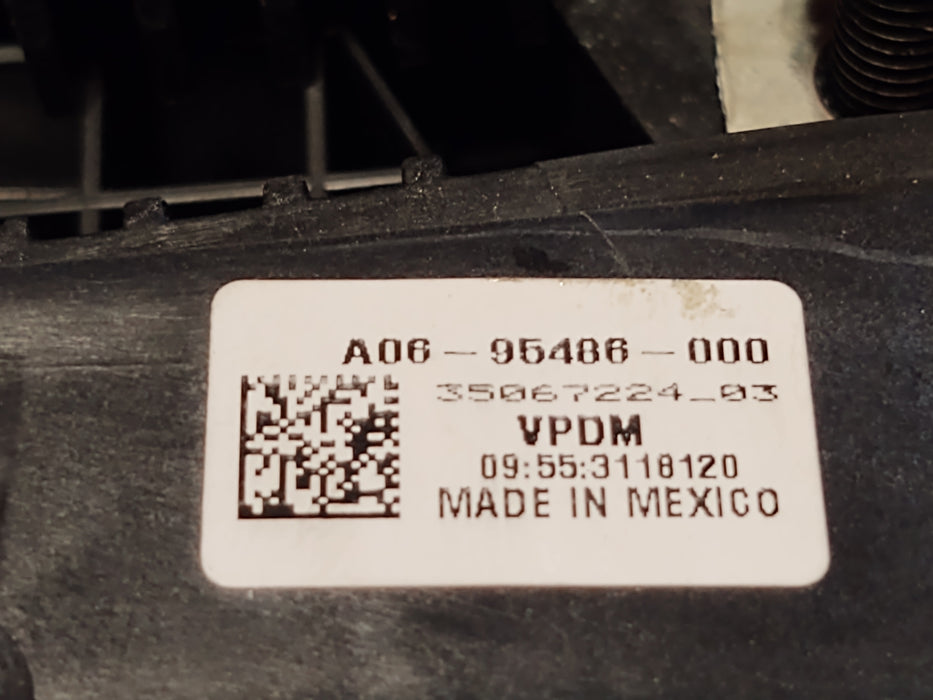 A06-95486-000
35067224_03
VPDM
09:55:3118120
MADE IN MEXICO